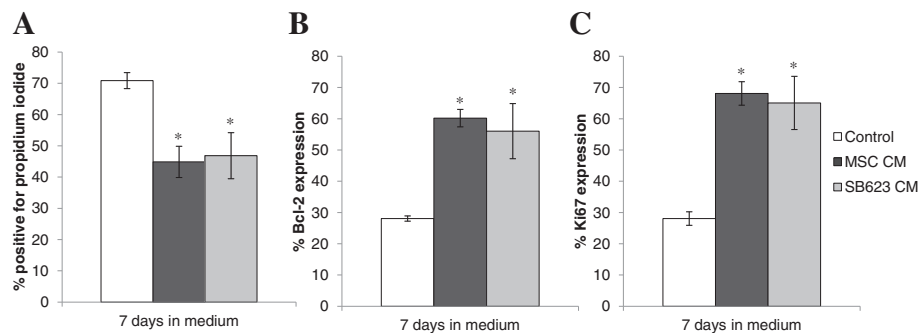 A
% positive for propidium iodide
80
70
60
50
40
30
20
10
0
*
*
7 days in medium
B
% Bcl-2 expression
80
70
60
50
40
30
20
10
0
*
*
7 days in medium
C
% Ki67 expression
80
70
60
50
40
30
20
10
0
*
*
7 days in medium
Control
MSC CM
SB623 CM